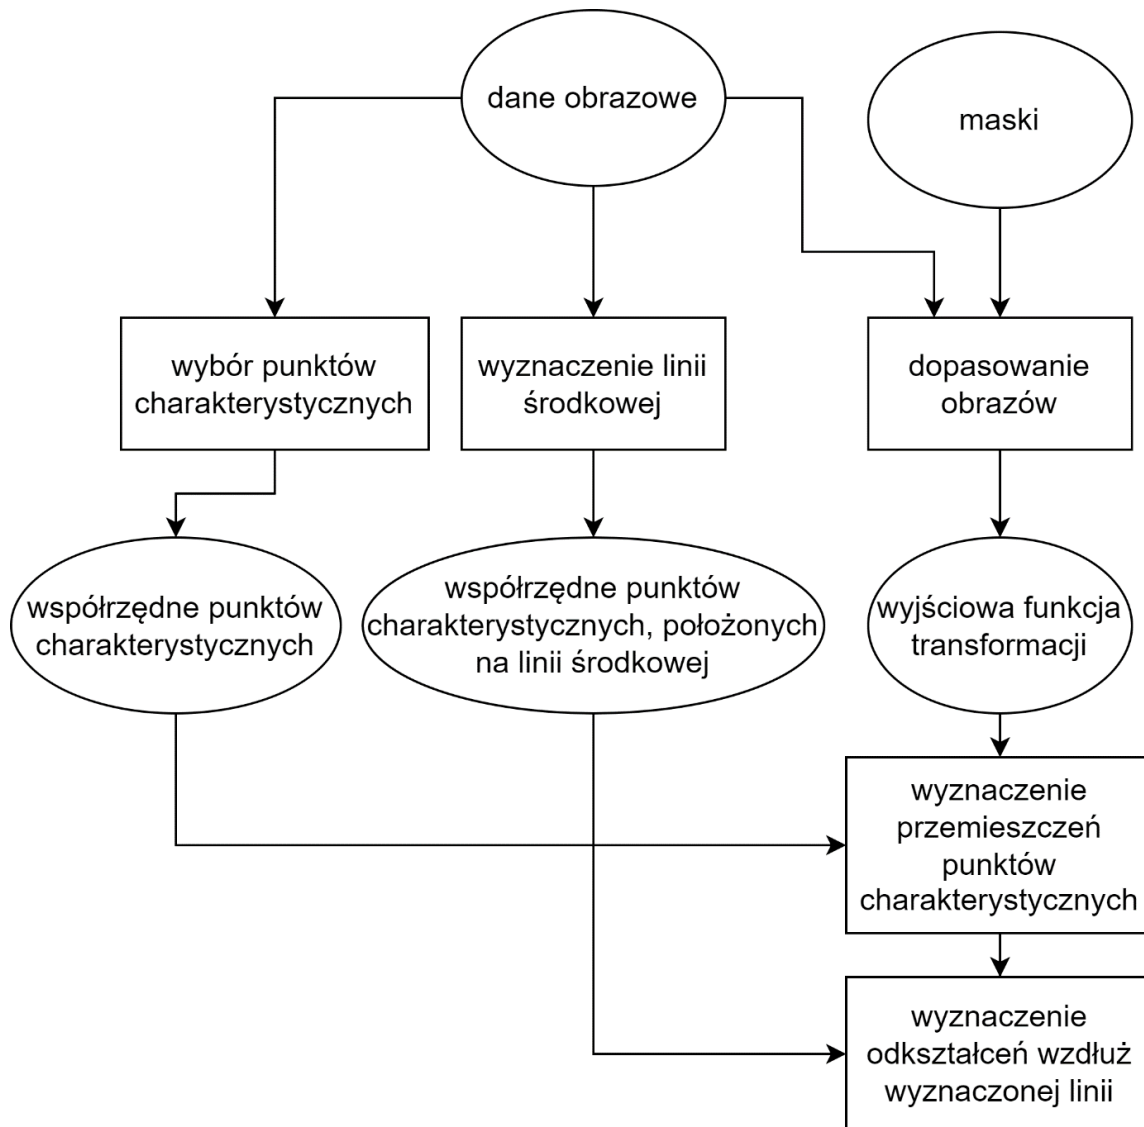 dane obrazowe
maski
wybór punktów
charakterystycznych
wyznaczenie linii
środkowej
dopasowanie
obrazów
współrzędne punktów
charakterystycznych
współrzędne punktów
charakterystycznych, położonych
na linii środkowej
wyjściowa funkcja
transformacji
wyznaczenie
przemieszczeń
punktów
charakterystycznych
wyznaczenie
odkształceń wzdłuż
wyznaczonej linii